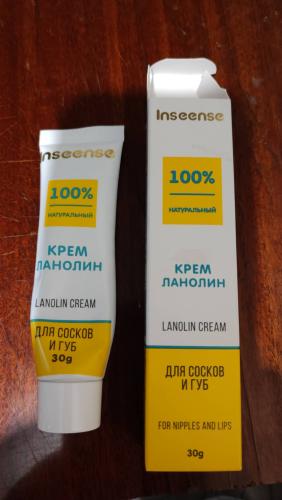 Inseense
100%
НАТУРАЛЬНЫЙ
КРЕМ
ЛАНОЛИН
LANOLIN CREAM
ДЛЯ СОСКОВ
И ГУБ
30g
Inseense
100%
НАТУРАЛЬНЫЙ
КРЕМ
ЛАНОЛИН
LANOLIN CREAM
ДЛЯ СОСКОВ
И ГУБ
FOR NIPPLES AND LIPS
30g